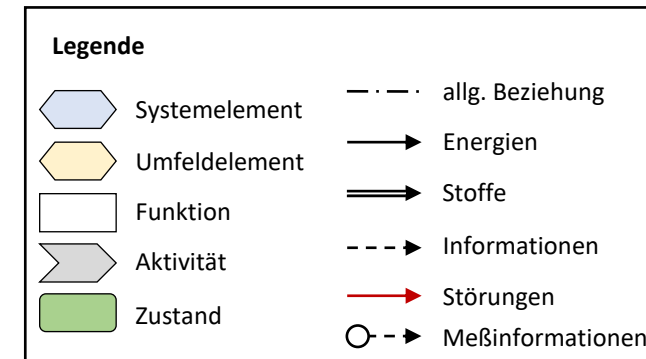 Legende
Systemelement
Umfeldelement
Funktion
Aktivität
Zustand
allg. Beziehung
Energien
Stoffe
Informationen
Störungen
Meßinformationen